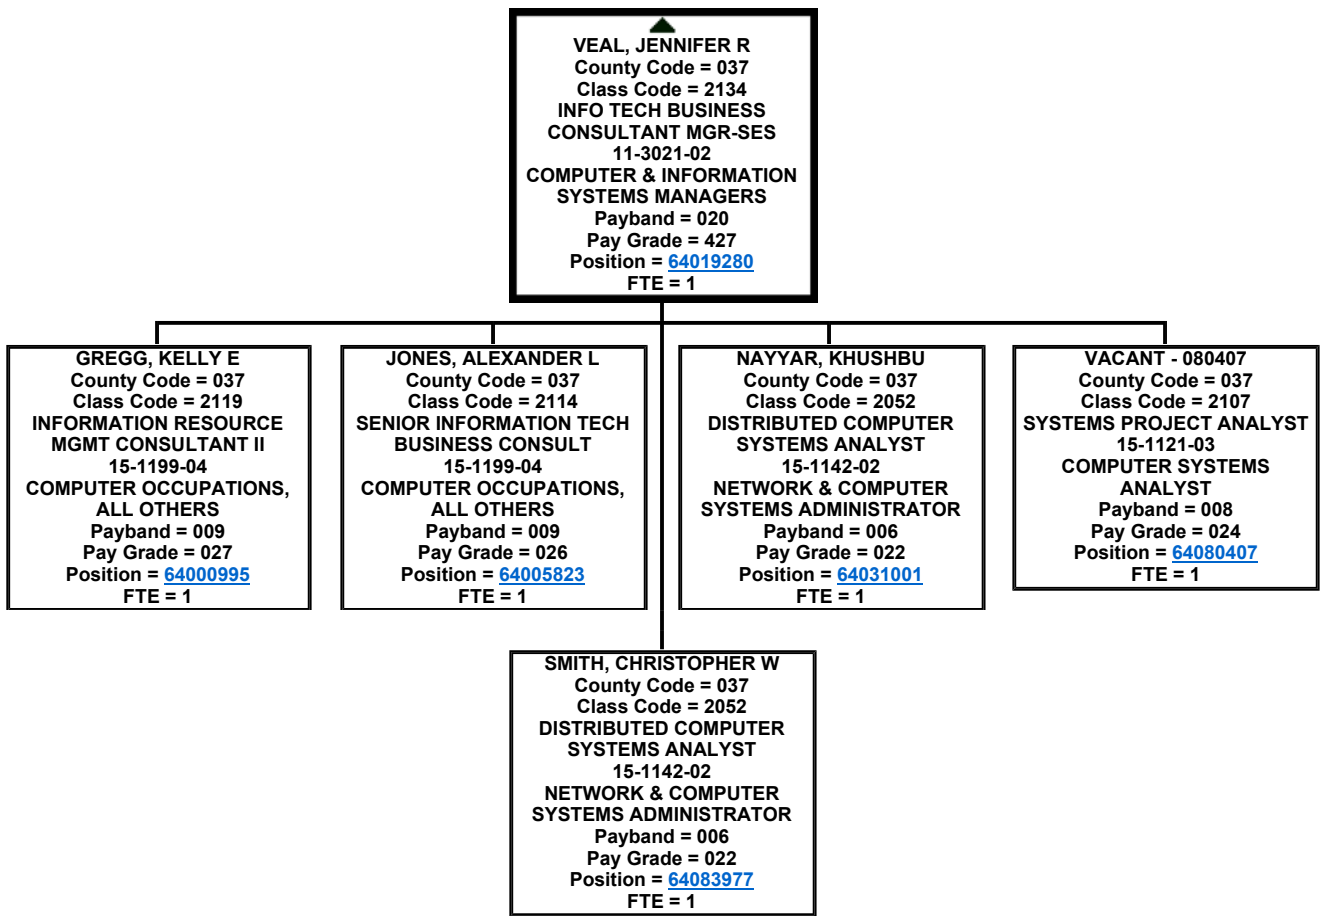 VEAL, JENNIFER R
County Code = 037
Class Code = 2134
INFO TECH BUSINESS
CONSULTANT MGR-SES
11-3021-02
COMPUTER & INFORMATION
SYSTEMS MANAGERS
Payband = 020
Pay Grade = 427
Position = 64019280
FTE = 1
GREGG, KELLY E
County Code = 037
Class Code = 2119
INFORMATION RESOURCE
MGMT CONSULTANT II
15-1199-04
COMPUTER OCCUPATIONS,
ALL OTHERS
Payband = 009
Pay Grade = 027
Position = 64000995
FTE = 1
JONES, ALEXANDER L
County Code = 037
Class Code = 2114
SENIOR INFORMATION TECH
BUSINESS CONSULT
15-1199-04
COMPUTER OCCUPATIONS,
ALL OTHERS
Payband = 009
Pay Grade = 026
Position = 64005823
FTE = 1
NAYYAR, KHUSHBU
County Code = 037
Class Code = 2052
DISTRIBUTED COMPUTER
SYSTEMS ANALYST
15-1142-02
NETWORK & COMPUTER
SYSTEMS ADMINISTRATOR
Payband = 006
Pay Grade = 022
Position = 64031001
FTE = 1
VACANT - 080407
County Code = 037
Class Code = 2107
SYSTEMS PROJECT ANALYST
15-1121-03
COMPUTER SYSTEMS
ANALYST
Payband = 008
Pay Grade = 024
Position = 64080407
FTE = 1
SMITH, CHRISTOPHER W
County Code = 037
Class Code = 2052
DISTRIBUTED COMPUTER
SYSTEMS ANALYST
15-1142-02
NETWORK & COMPUTER
SYSTEMS ADMINISTRATOR
Payband = 006
Pay Grade = 022
Position = 64083977
FTE = 1